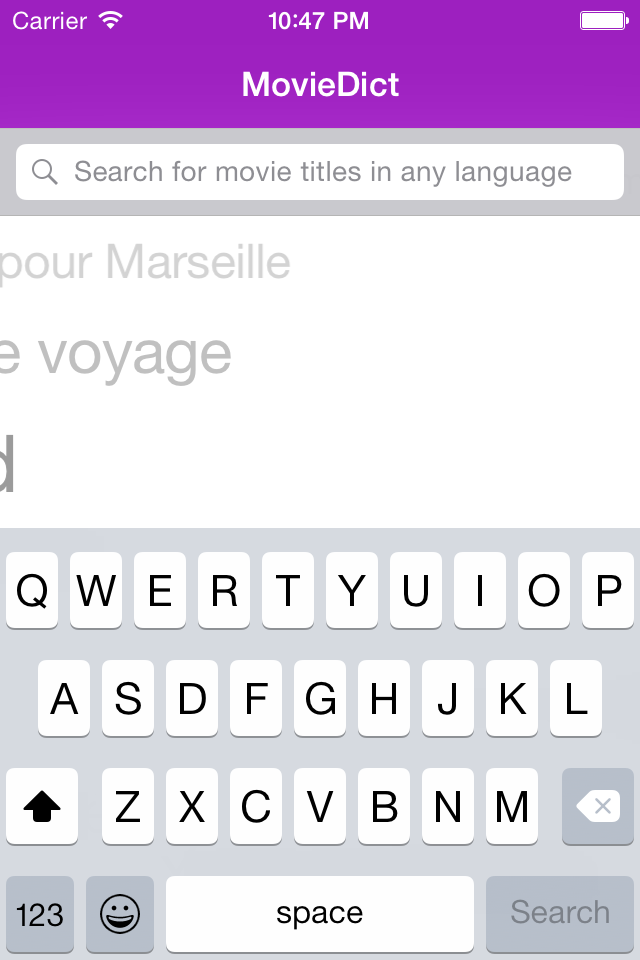 Carrier 10:47 PM
MovieDict
Search for movie titles in any language
pour Marseille
e voyage
d
Q W E R T Y U I O P
A S D F G H J K L
Z X C V B N M
123 space Search